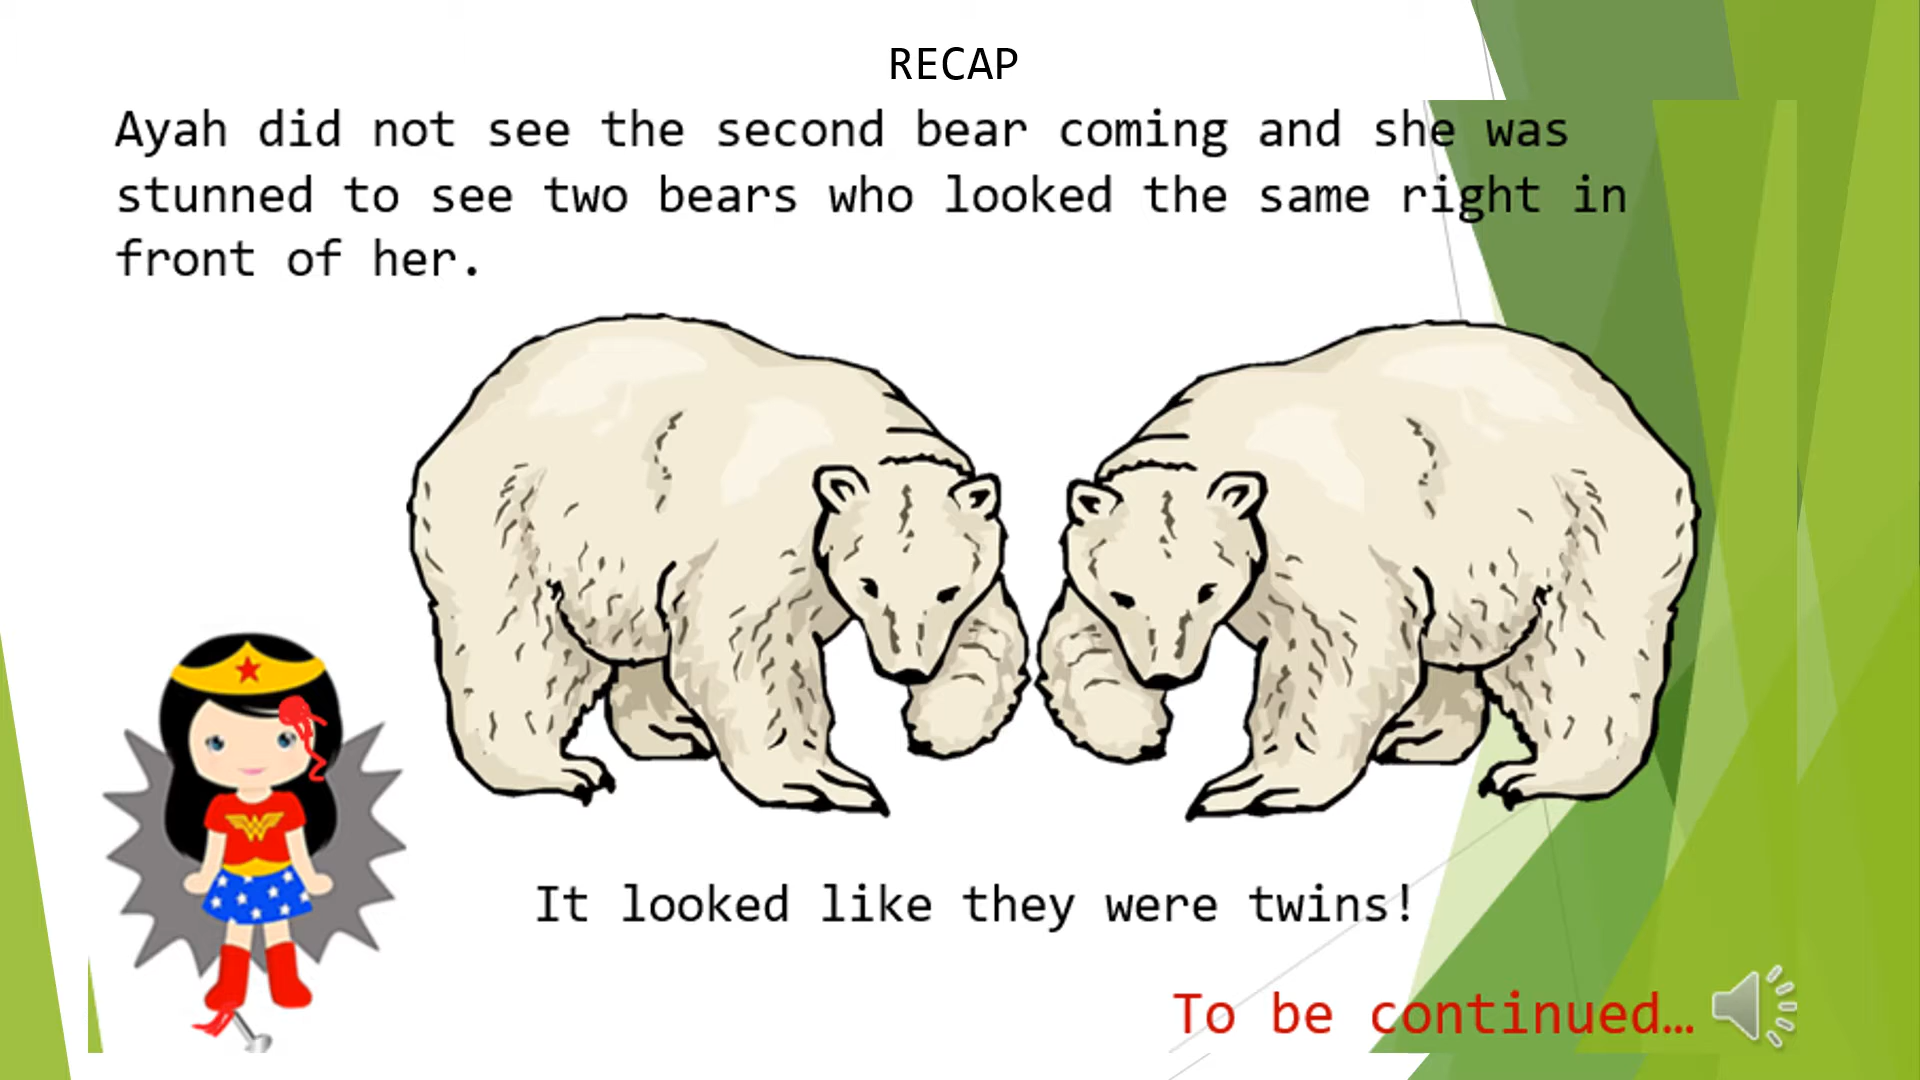 RECAP
Ayah did not see the second bear coming and she was
stunned to see two bears who looked the same right in
front of her.
It looked like they were twins!
To be continued…